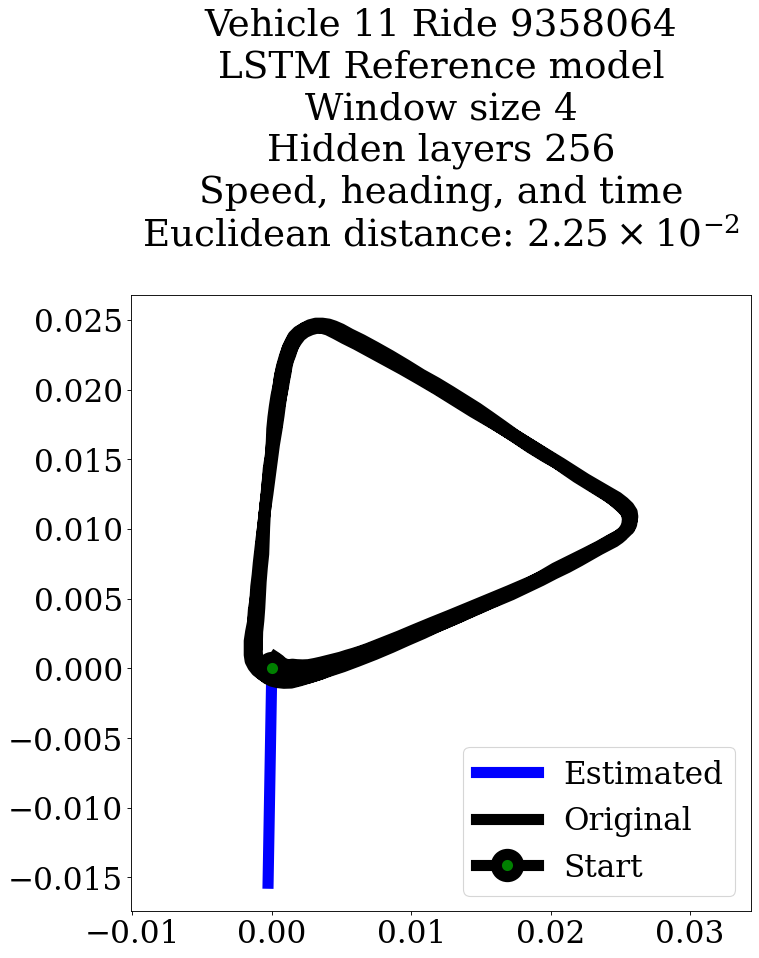 Vehicle 11 Ride 9358064
LSTM Reference model
Window size 4
Hidden layers 256
Speed, heading, and time
Euclidean distance: 2.25 × 10⁻²
0.025
0.020
0.015
0.010
0.005
0.000
−0.005
−0.010
−0.015
Estimated
Original
Start
−0.01 0.00 0.01 0.02 0.03